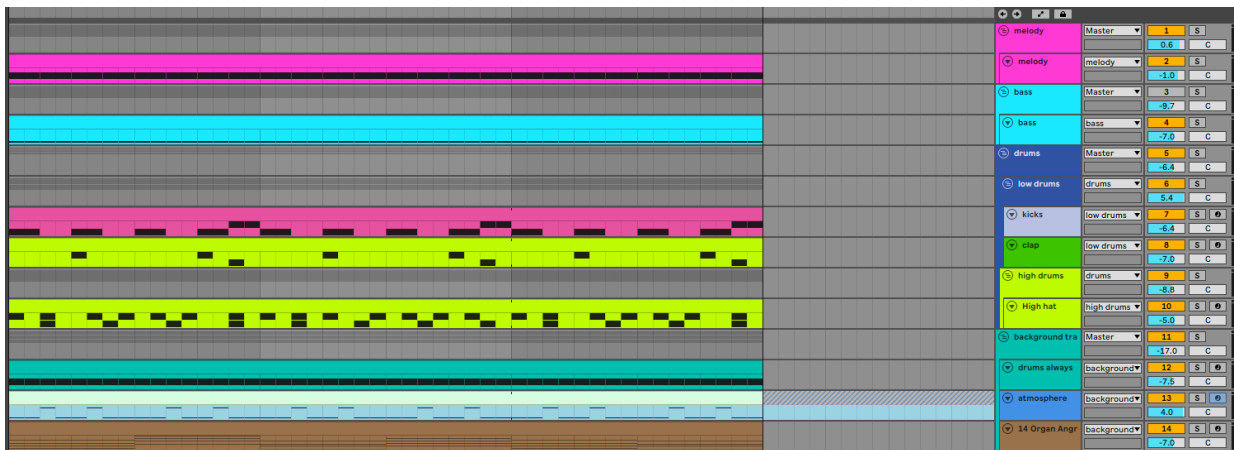 melody Master 1 S
0.6 C
melody melody 2 S
-1.0 C
bass Master 3 S
-9.7 C
bass bass 4 S
-7.0 C
drums Master 5 S
-6.4 C
low drums drums 6 S
5.4 C
kicks low drums 7 S
-6.4 C
clap low drums 8 S
-7.0 C
high drums drums 9 S
-8.8 C
High hat high drums 10 S
-5.0 C
background tra Master 11 S
-17.0 C
drums always background 12 S
-7.5 C
atmosphere background 13 S
4.0 C
14 Organ Angr background 14 S
-7.0 C